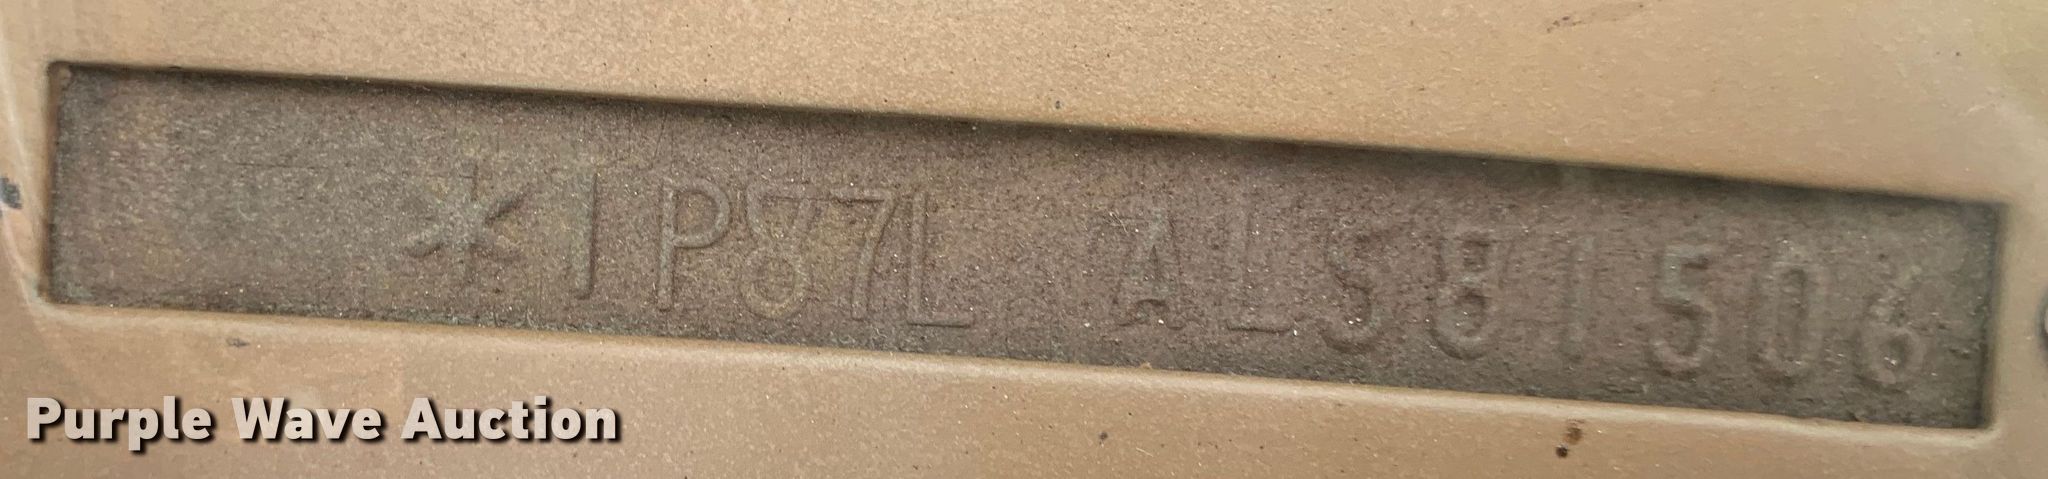 *1P87L ALS81506
Purple Wave Auction